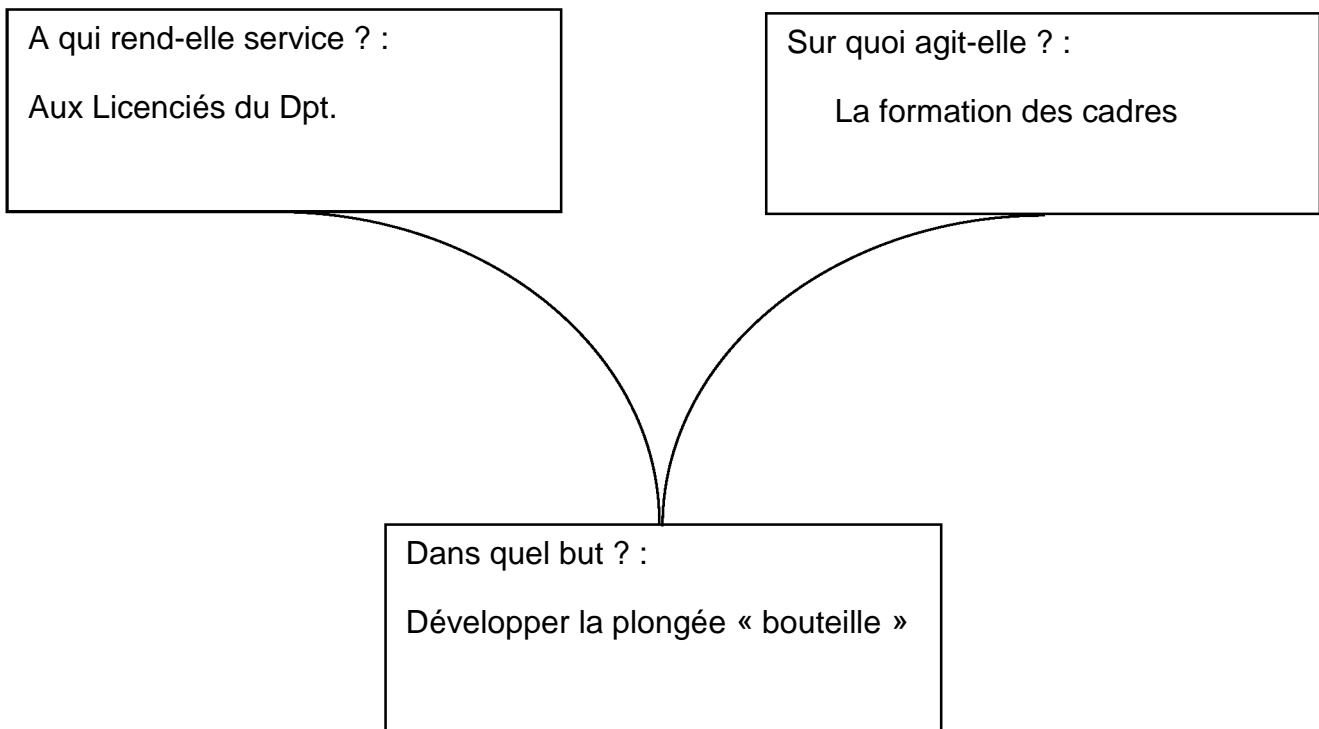 A qui rend-elle service ? :
Aux Licenciés du Dpt.
Sur quoi agit-elle ? :
La formation des cadres
Dans quel but ? :
Développer la plongée « bouteille »